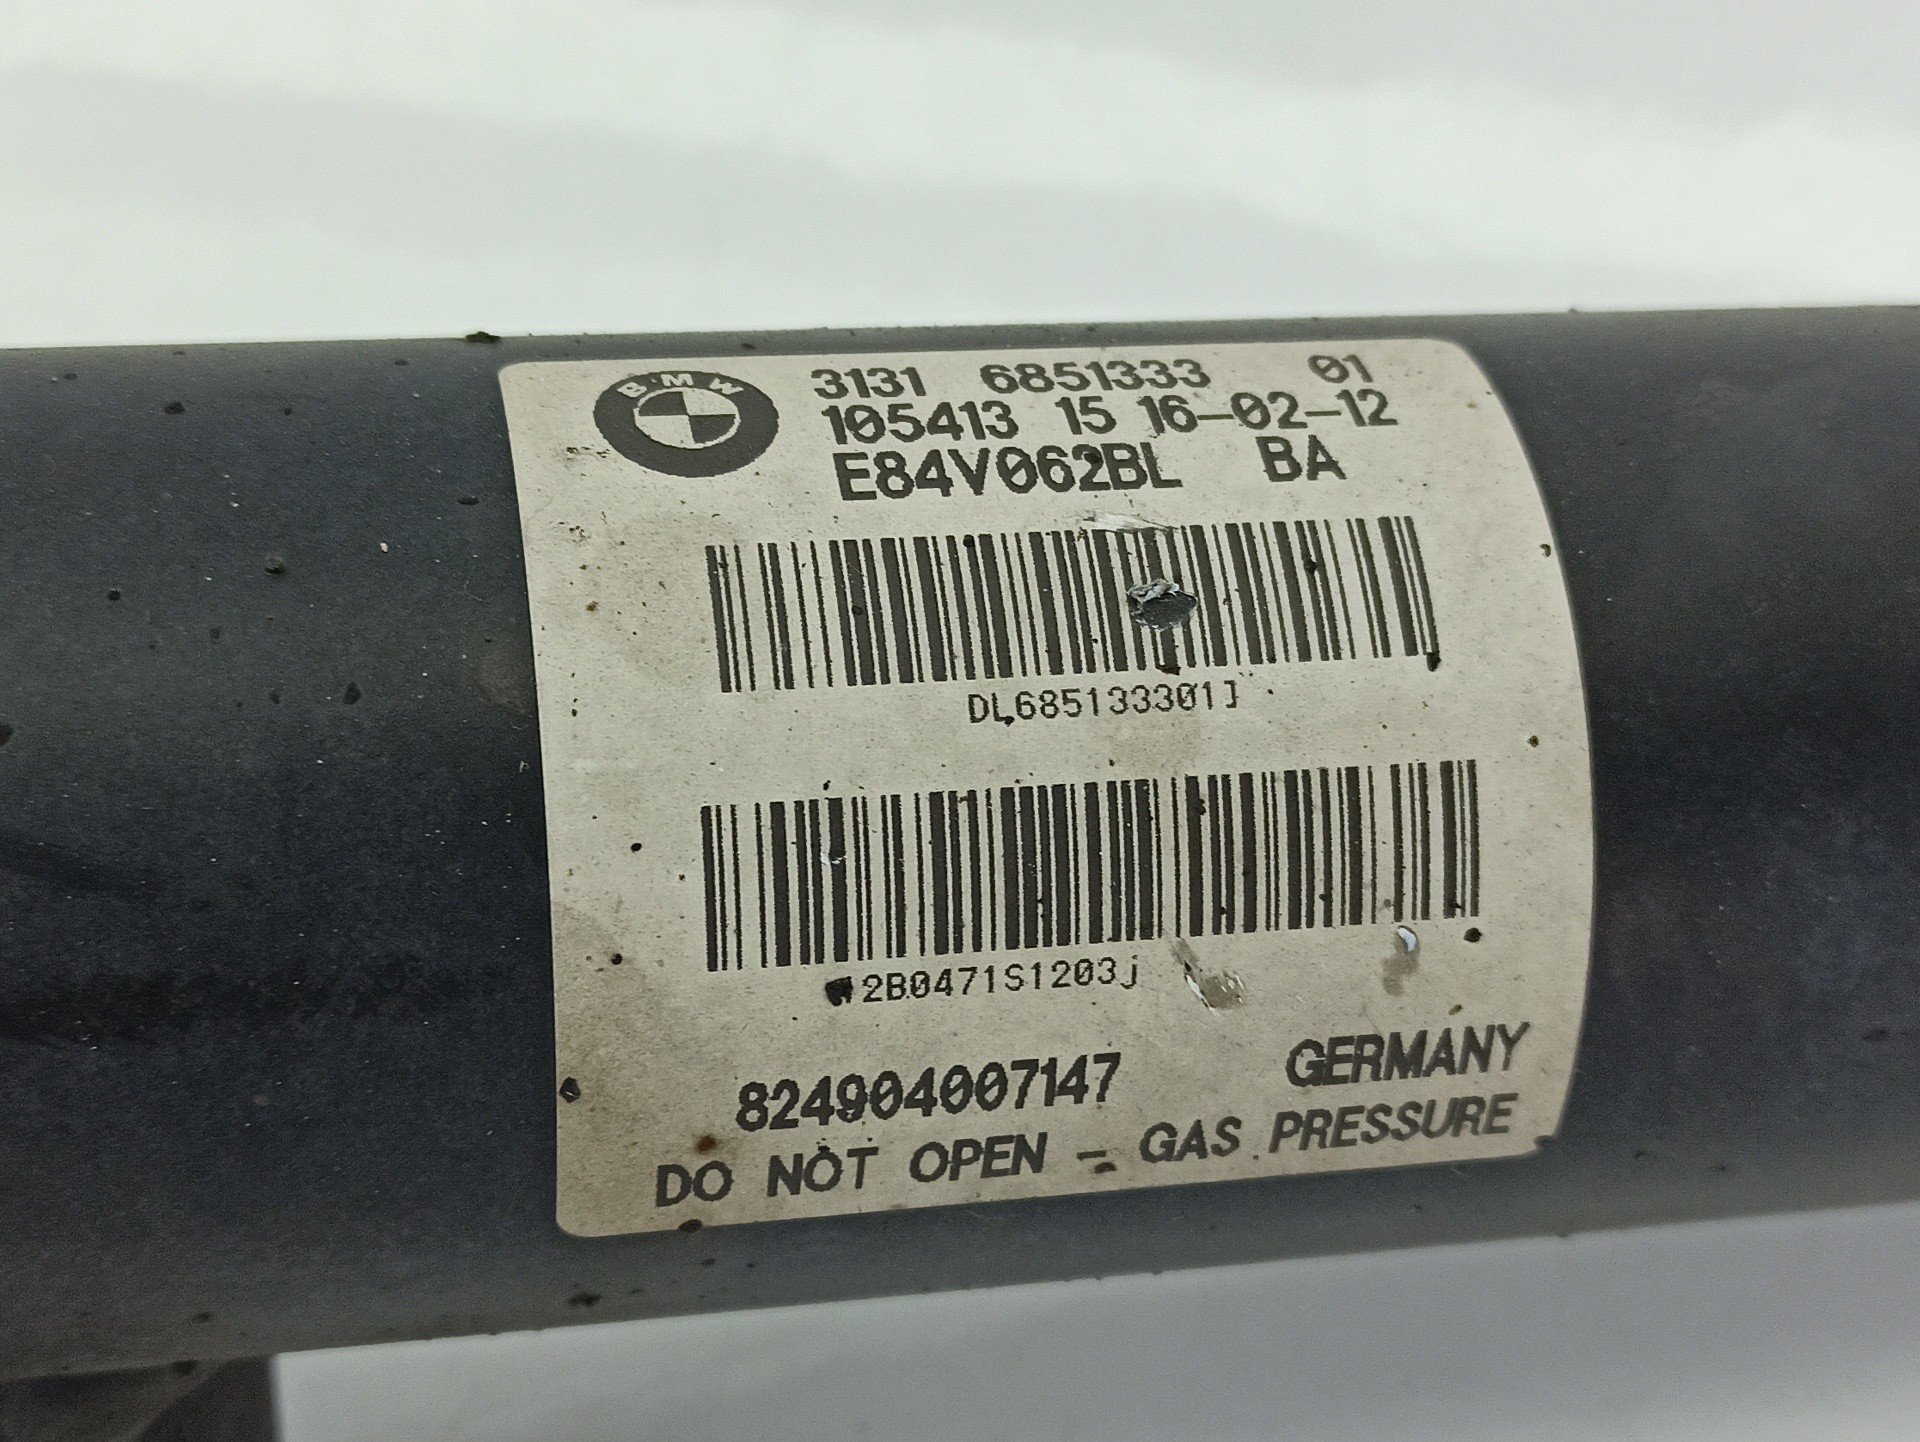 BMW
3131 6851333 01
105413 15 16-02-12
E84V062BL BA
DL685133301J
2B0471S1203j
824904007147 GERMANY
DO NOT OPEN - GAS PRESSURE